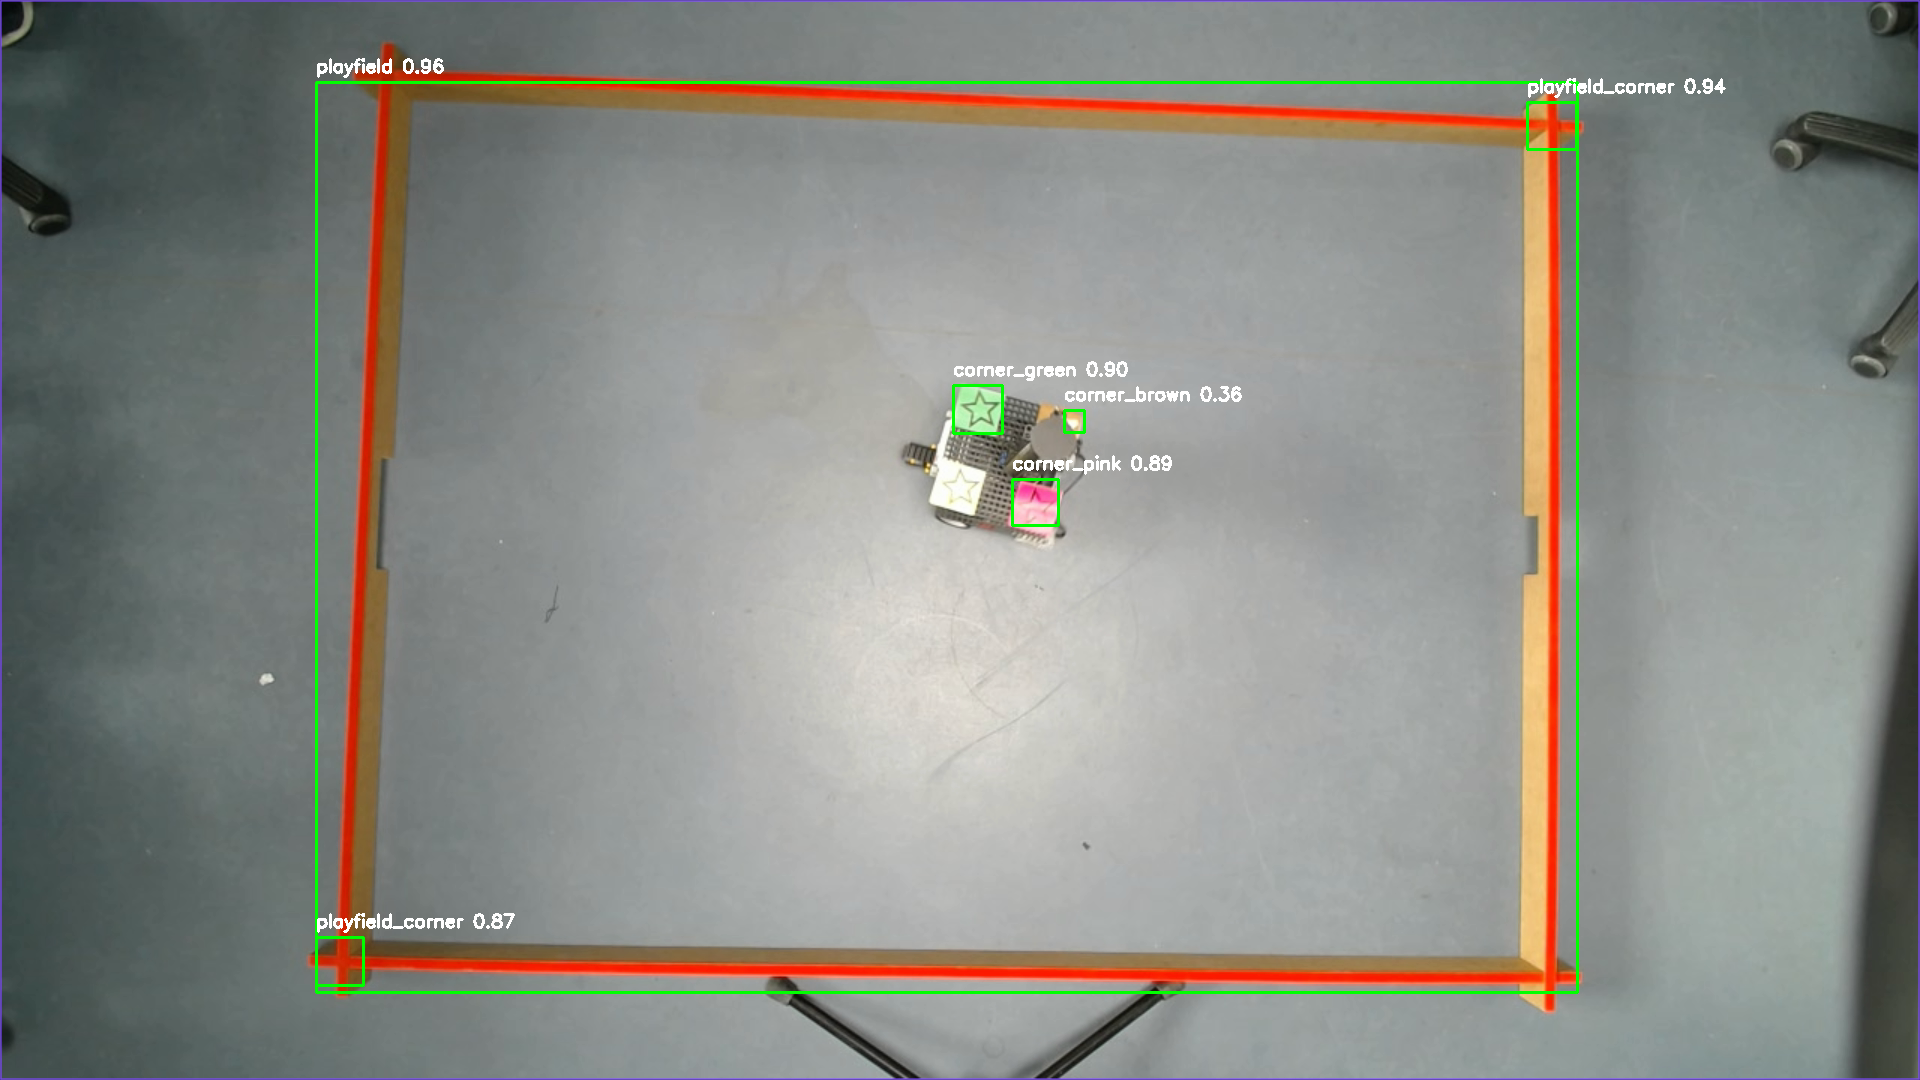 playfield 0.96
playfield_corner 0.94
corner_green 0.90
corner_brown 0.36
corner_pink 0.89
playfield_corner 0.87